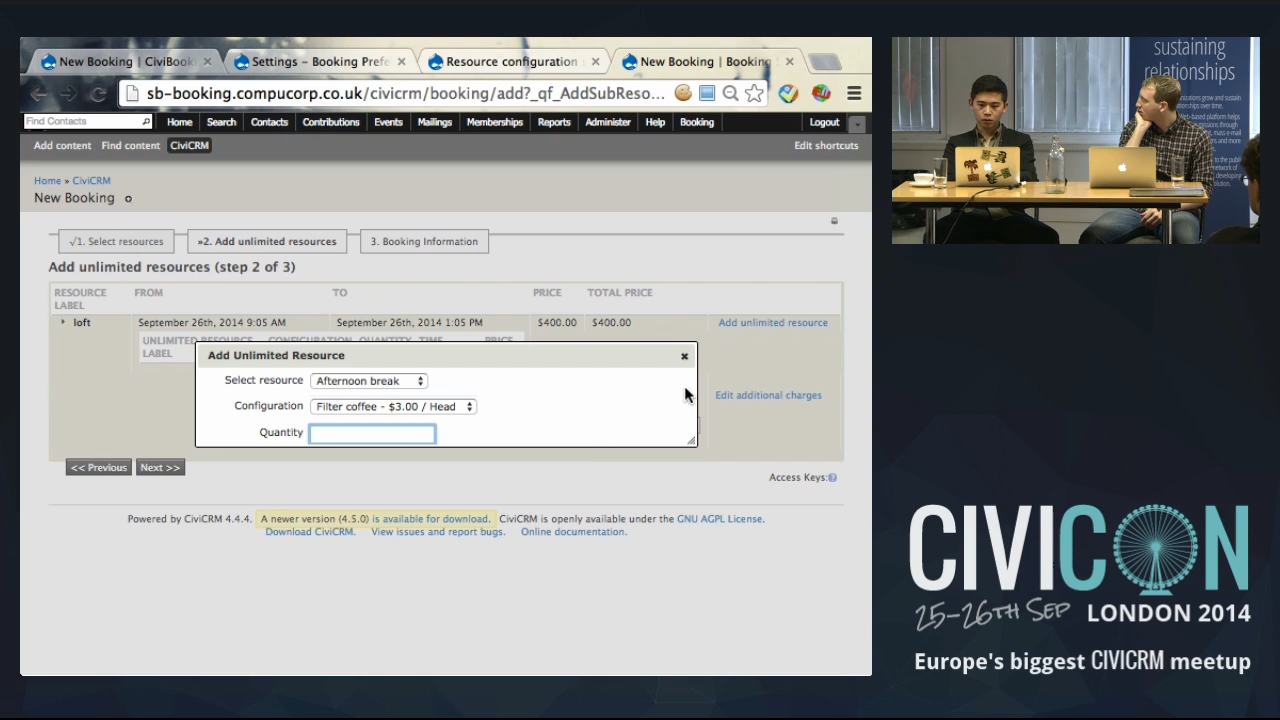 New Booking | CiviBook
Settings – Booking Prefe
Resource configuration
New Booking | Booking
sb-booking.compucorp.co.uk/civicrm/booking/add?_qf_AddSubReso...
Find Contacts
Home
Search
Contacts
Contributions
Events
Mailings
Memberships
Reports
Administer
Help
Booking
Logout
Add content
Find content
CiviCRM
Edit shortcuts
Home » CiviCRM
New Booking
√1. Select resources
»2. Add unlimited resources
3. Booking Information
Add unlimited resources (step 2 of 3)
RESOURCE LABEL
FROM
TO
PRICE
TOTAL PRICE
loft
September 26th, 2014 9:05 AM
September 26th, 2014 1:05 PM
$400.00
$400.00
Add unlimited resource
UNLIMITED RESOURCE LABEL
CONFIGURATION
QUANTITY
TIME
PRICE
Add Unlimited Resource
Select resource
Afternoon break
Configuration
Filter coffee - $3.00 / Head
Quantity
Edit additional charges
<< Previous
Next >>
Access Keys:
Powered by CiviCRM 4.4.4. A newer version (4.5.0) is available for download. CiviCRM is openly available under the GNU AGPL License.
Download CiviCRM. View issues and report bugs. Online documentation.
sustaining
relationships
CIVICON
25-26TH SEP LONDON 2014
Europe's biggest CIVICRM meetup